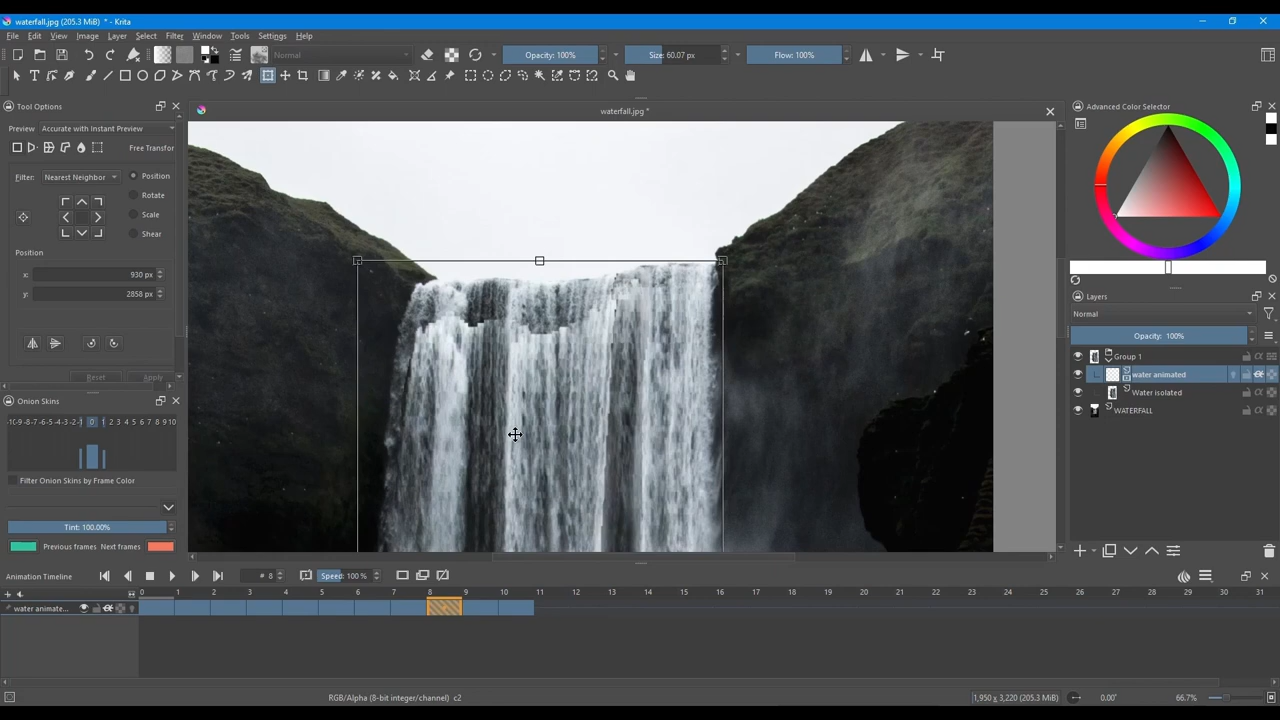 waterfall.jpg (205.3 MiB) * - Krita
File Edit View Image Layer Select Filter Window Tools Settings Help
Normal
Opacity: 100%
Size: 60.07 px
Flow: 100%
Tool Options
waterfall.jpg *
Advanced Color Selector
Preview Accurate with Instant Preview
Free Transfor
Filter: Nearest Neighbor
Position
Rotate
Scale
Shear
Position
x: 930 px
y: 2858 px
Reset Apply
Layers
Normal
Opacity: 100%
Group 1
water animated
Water isolated
WATERFALL
Onion Skins
-10-9 -8 -7 -6 -5 -4 -3 -2 -1 0 1 2 3 4 5 6 7 8 9 10
Filter Onion Skins by Frame Color
Tint: 100.00%
Previous frames Next frames
Animation Timeline
# 8
Speed: 100 %
0 1 2 3 4 5 6 7 8 9 10 11 12 13 14 15 16 17 18 19 20 21 22 23 24 25 26 27 28 29 30 31
water animate...
RGB/Alpha (8-bit integer/channel) c2
1,950 x 3,220 (205.3 MiB)
0.00°
66.7%